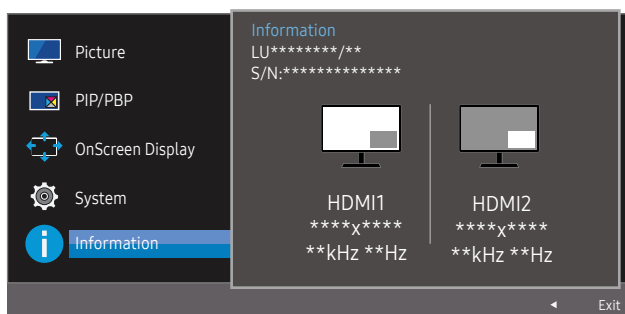 Picture
PIP/PBP
OnScreen Display
System
Information
Information
LU********/**
S/N:**************
HDMI1
****x****
**kHz **Hz
HDMI2
****x****
**kHz **Hz
Exit